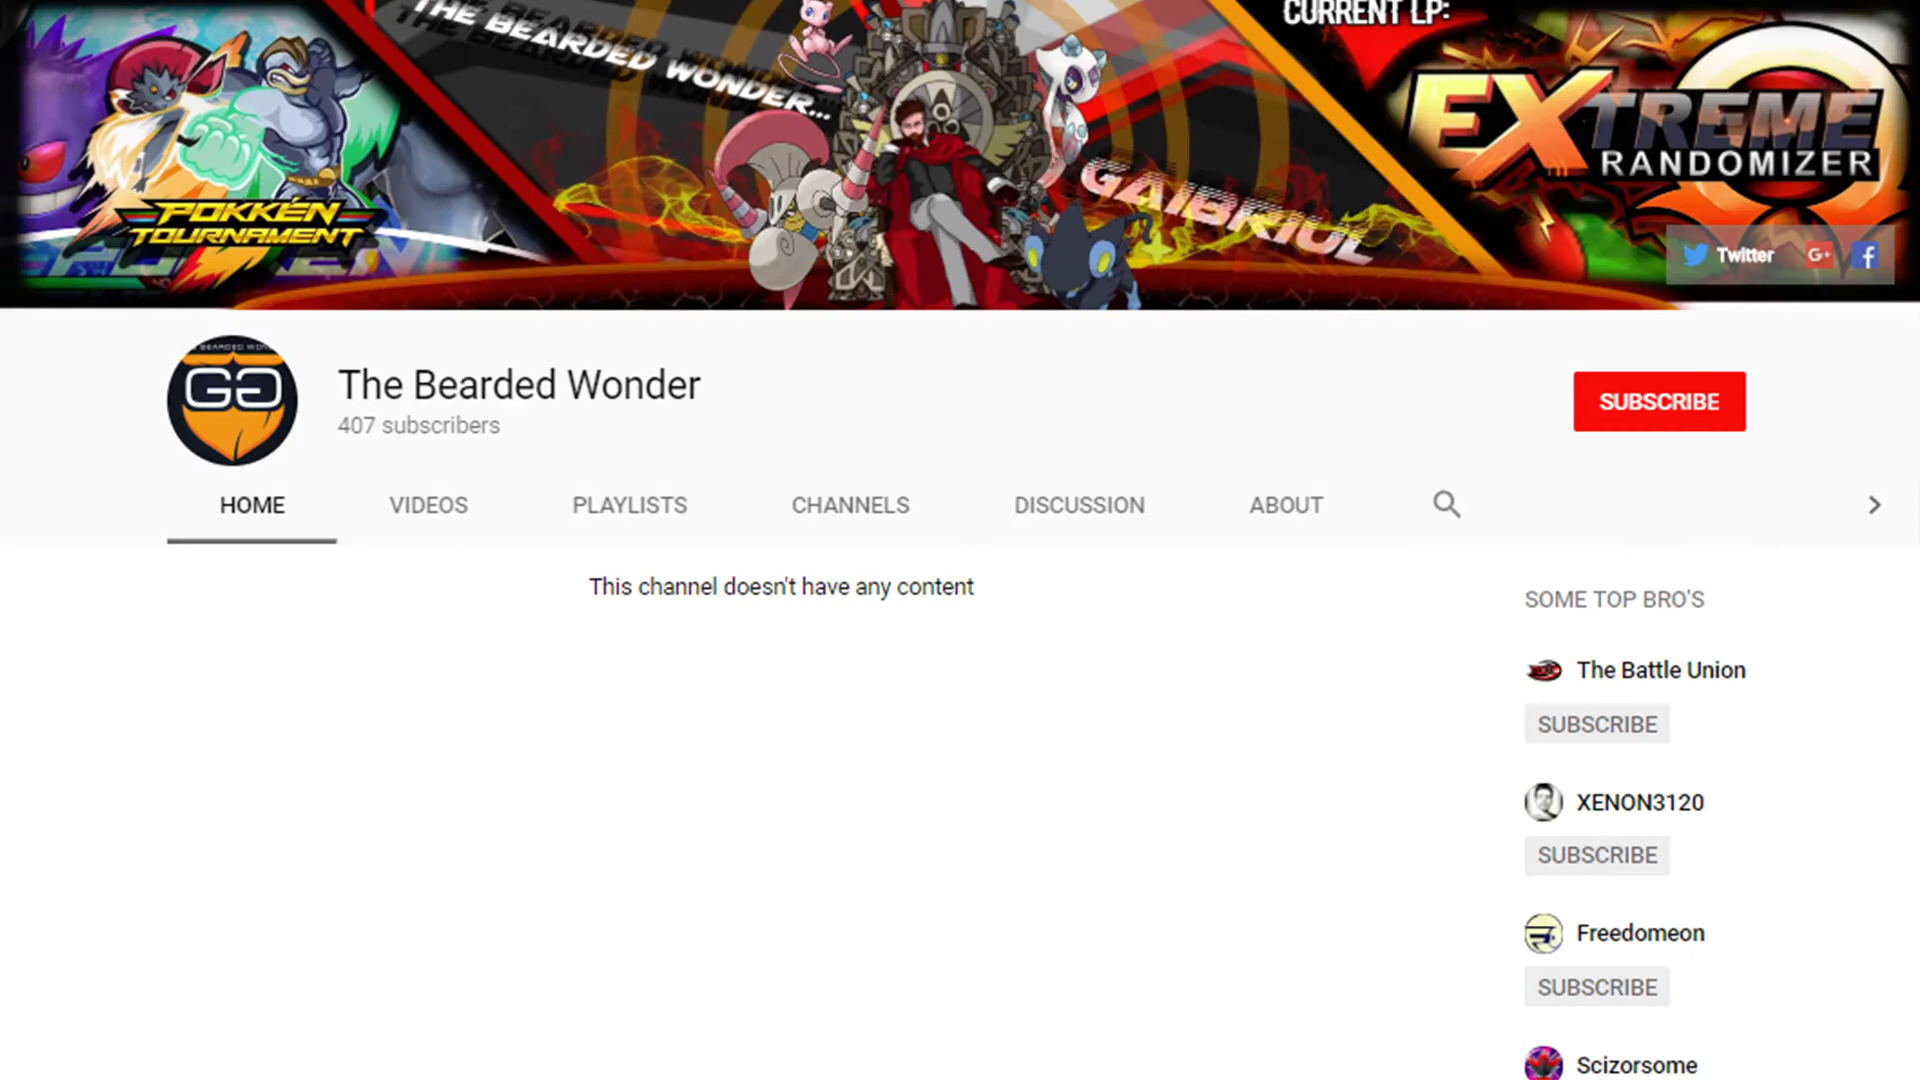 THE BEARDED WONDER...
CURRENT LP:
EXTREME
RANDOMIZER
GAIBRIUL
POKKÉN
TOURNAMENT
Twitter
G+
f
BEARDED WON
GG
The Bearded Wonder
407 subscribers
SUBSCRIBE
HOME
VIDEOS
PLAYLISTS
CHANNELS
DISCUSSION
ABOUT
This channel doesn't have any content
SOME TOP BRO'S
The Battle Union
SUBSCRIBE
XENON3120
SUBSCRIBE
Freedomeon
SUBSCRIBE
Scizorsome